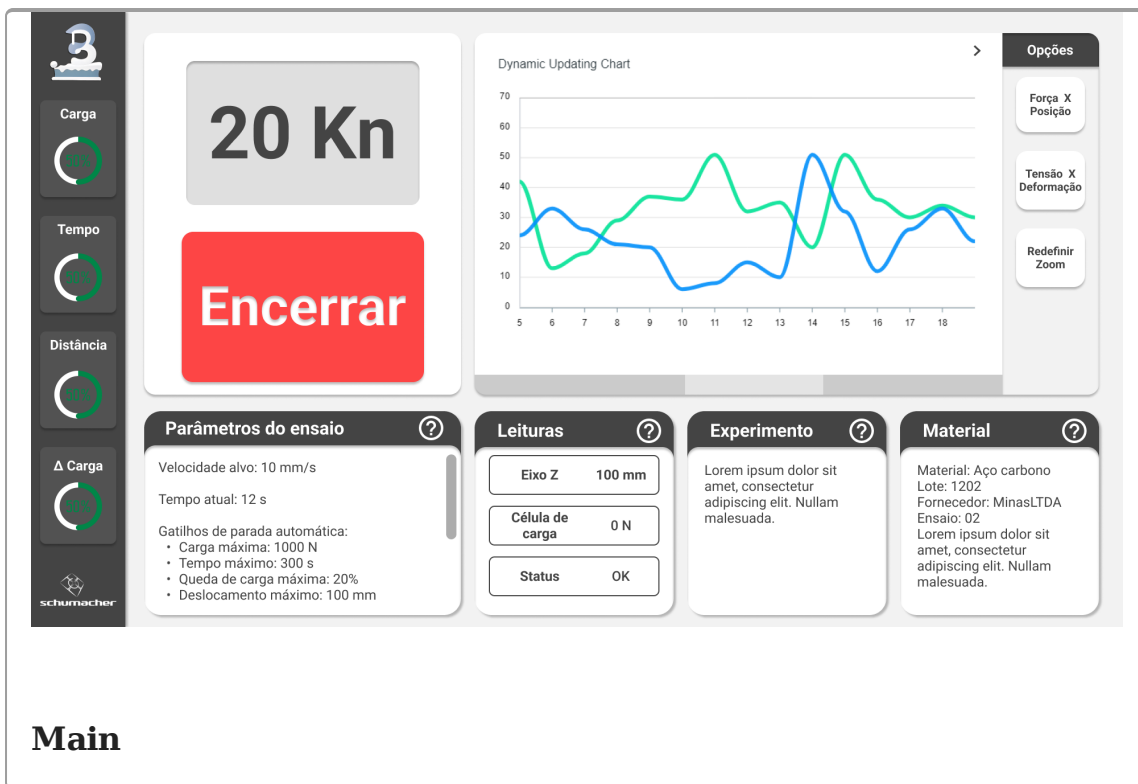 Carga
Tempo
Distância
Δ Carga
schumacher
20 Kn
Encerrar
Dynamic Updating Chart
70
60
50
40
30
20
10
0
5 6 7 8 9 10 11 12 13 14 15 16 17 18
Opções
Força X
Posição
Tensão X
Deformação
Redefinir
Zoom
Parâmetros do ensaio
Velocidade alvo: 10 mm/s
Tempo atual: 12 s
Gatilhos de parada automática:
• Carga máxima: 1000 N
• Tempo máximo: 300 s
• Queda de carga máxima: 20%
• Deslocamento máximo: 100 mm
Leituras
Eixo Z 100 mm
Célula de
carga 0 N
Status OK
Experimento
Lorem ipsum dolor sit
amet, consectetur
adipiscing elit. Nullam
malesuada.
Material
Material: Aço carbono
Lote: 1202
Fornecedor: MinasLTDA
Ensaio: 02
Lorem ipsum dolor sit
amet, consectetur
adipiscing elit. Nullam
malesuada.
Main